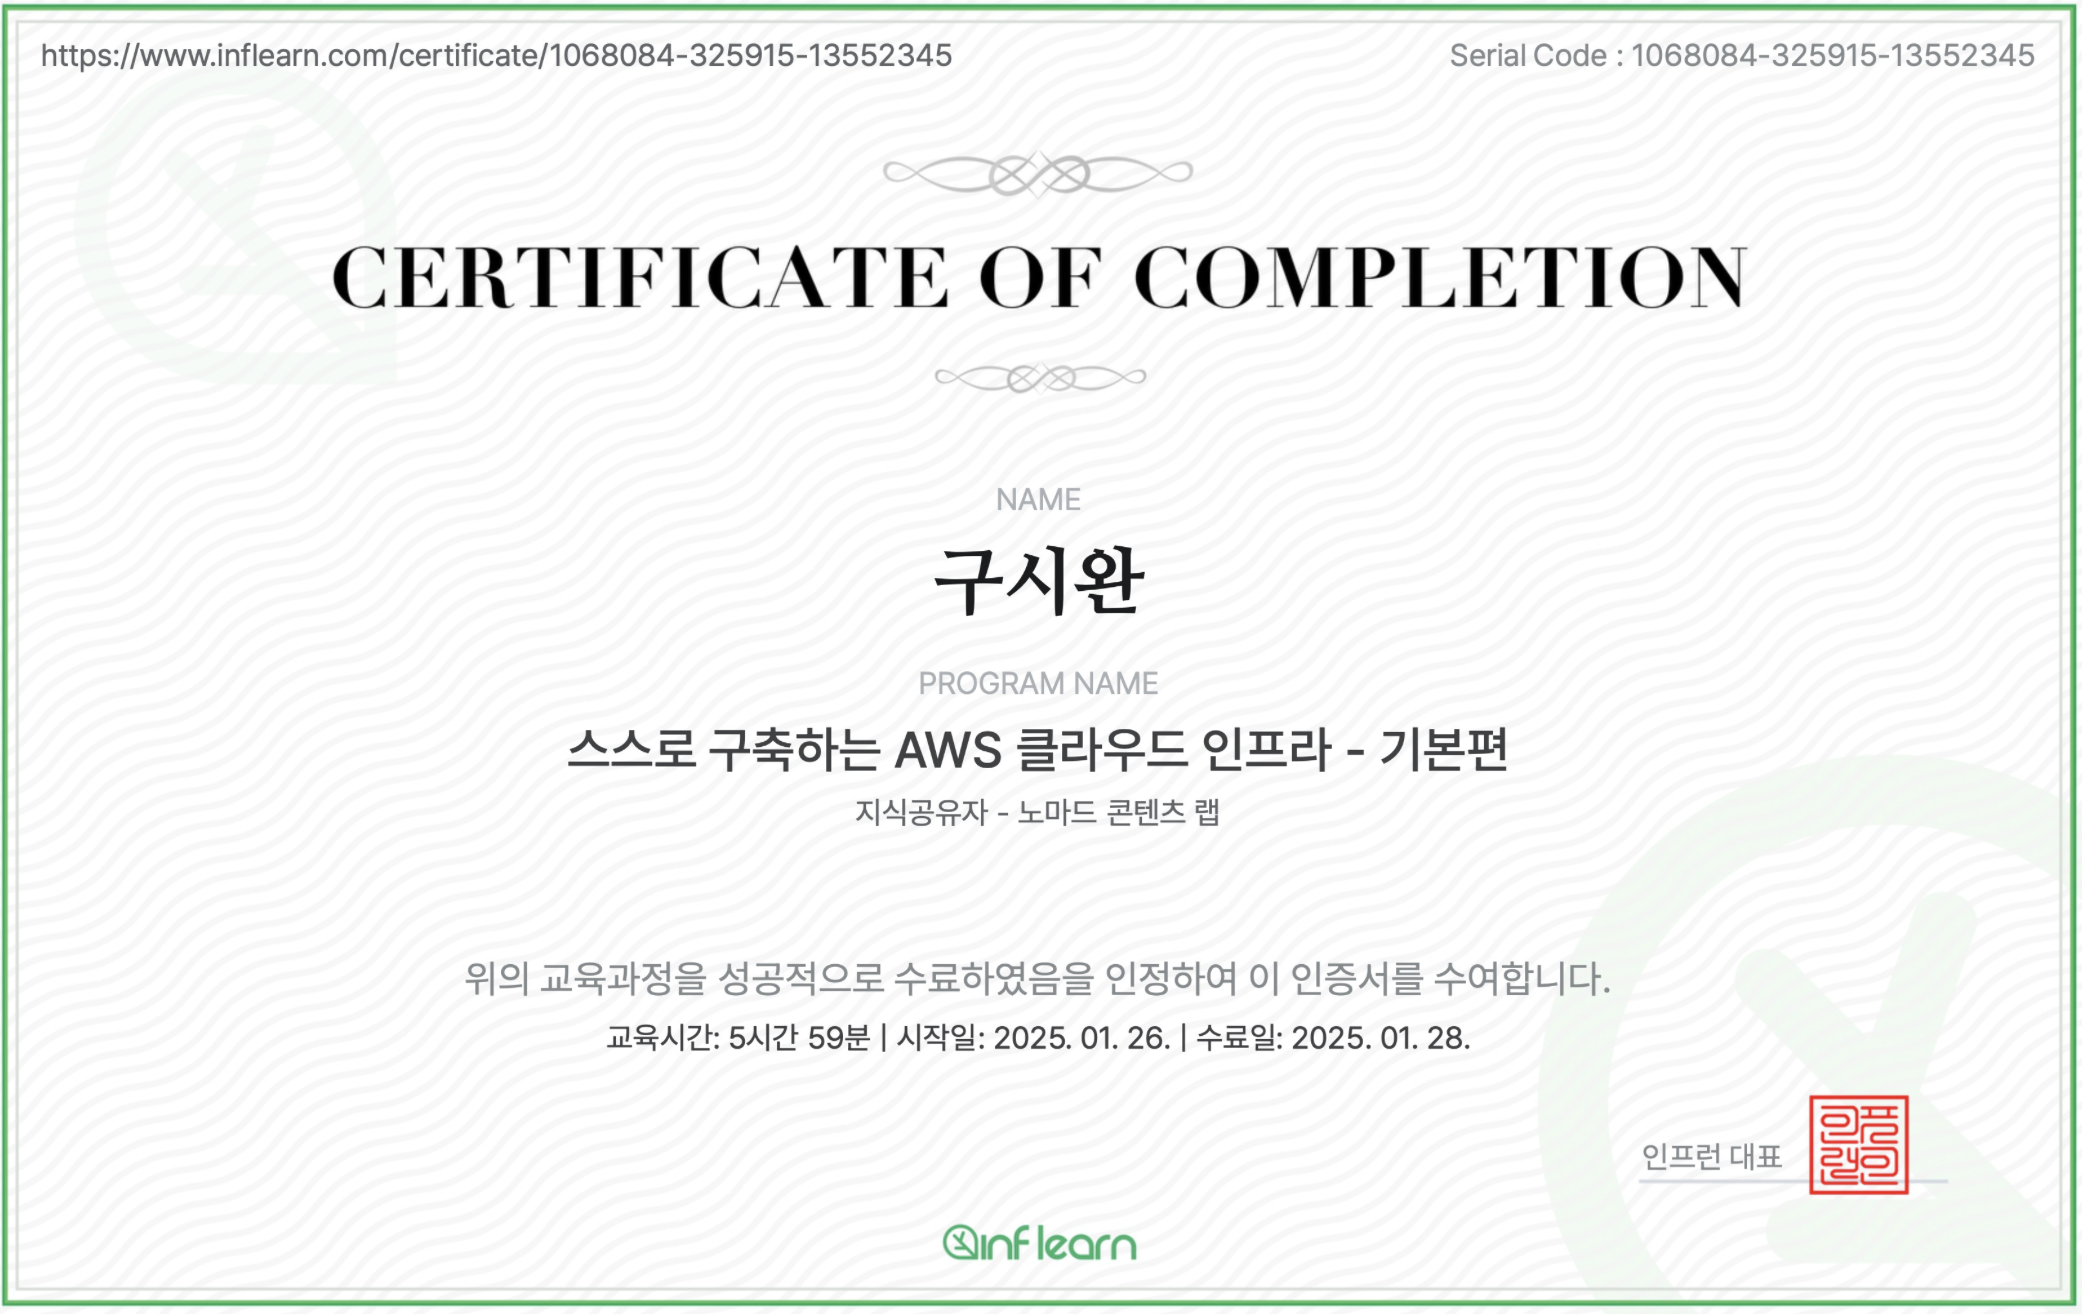 https://www.inflearn.com/certificate/1068084-325915-13552345
Serial Code : 1068084-325915-13552345
CERTIFICATE OF COMPLETION
NAME
구시완
PROGRAM NAME
스스로 구축하는 AWS 클라우드 인프라 - 기본편
지식공유자 - 노마드 콘텐츠 랩
위의 교육과정을 성공적으로 수료하였음을 인정하여 이 인증서를 수여합니다.
교육시간: 5시간 59분 | 시작일: 2025. 01. 26. | 수료일: 2025. 01. 28.
인프런 대표
inflearn